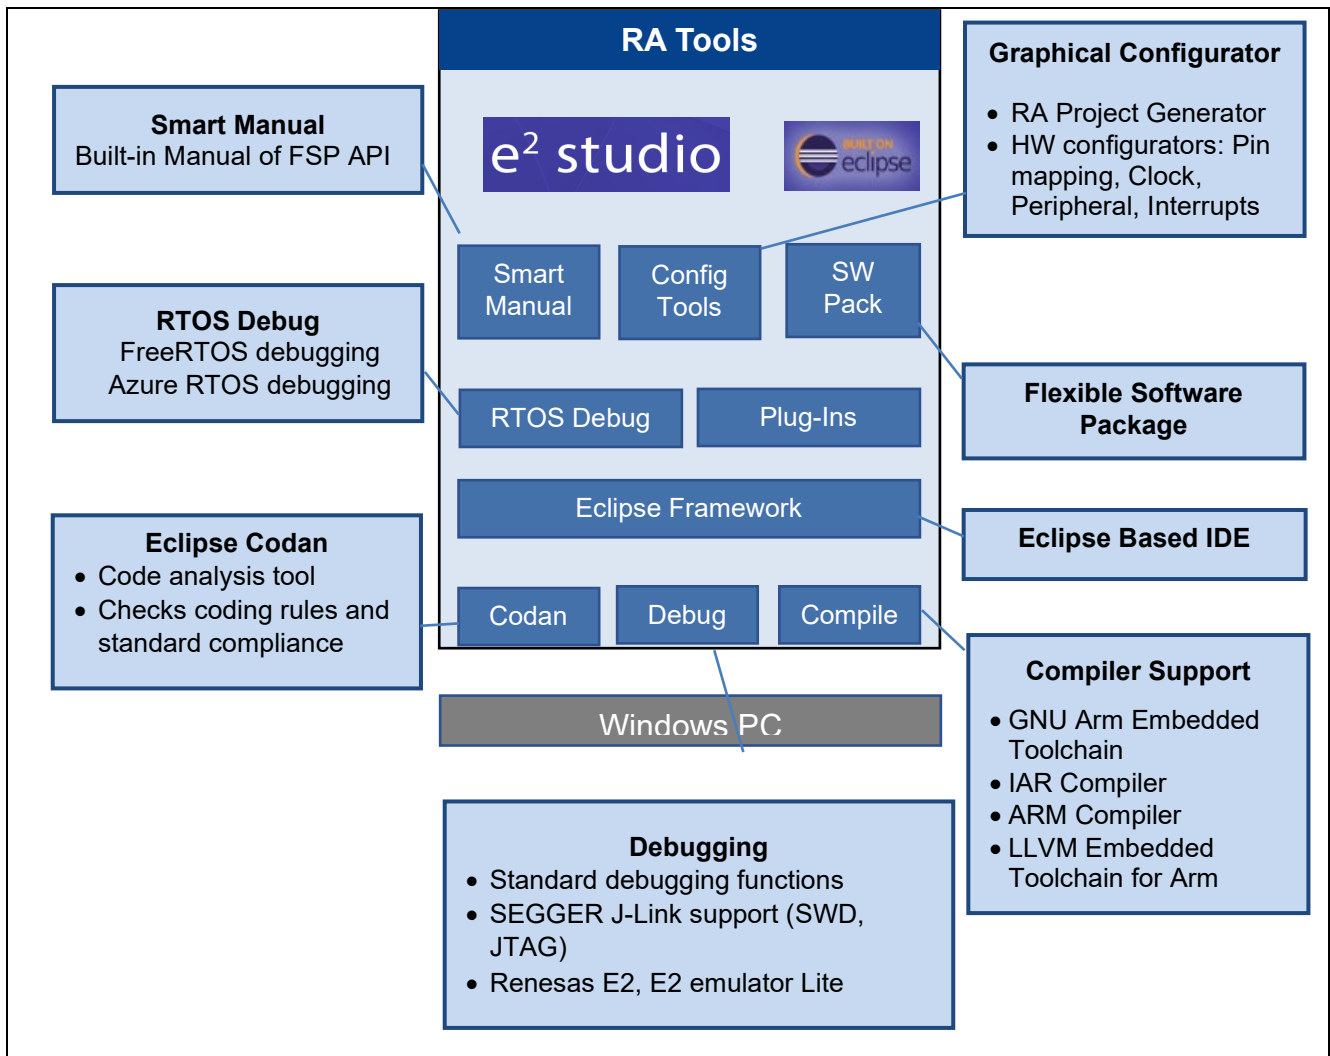 RA Tools
e² studio
BUILT ON
eclipse
Smart
Manual
Config
Tools
SW
Pack
RTOS Debug
Plug-Ins
Eclipse Framework
Codan
Debug
Compile
Windows PC
Smart Manual
Built-in Manual of FSP API
RTOS Debug
FreeRTOS debugging
Azure RTOS debugging
Eclipse Codan
• Code analysis tool
• Checks coding rules and
standard compliance
Graphical Configurator
• RA Project Generator
• HW configurators: Pin
mapping, Clock,
Peripheral, Interrupts
Flexible Software
Package
Eclipse Based IDE
Compiler Support
• GNU Arm Embedded
Toolchain
• IAR Compiler
• ARM Compiler
• LLVM Embedded
Toolchain for Arm
Debugging
• Standard debugging functions
• SEGGER J-Link support (SWD,
JTAG)
• Renesas E2, E2 emulator Lite